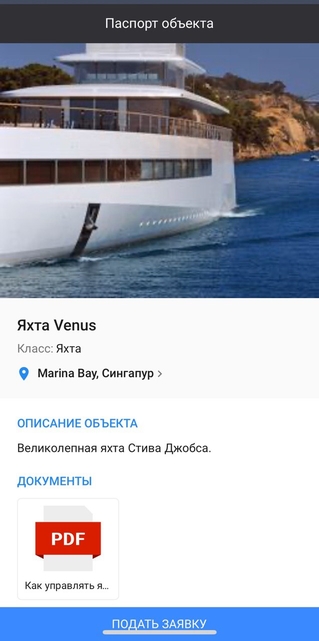 Паспорт объекта
Яхта Venus
Класс: Яхта
Marina Bay, Сингапур
ОПИСАНИЕ ОБЪЕКТА
Великолепная яхта Стива Джобса.
ДОКУМЕНТЫ
PDF
Как управлять я...
ПОДАТЬ ЗАЯВКУ